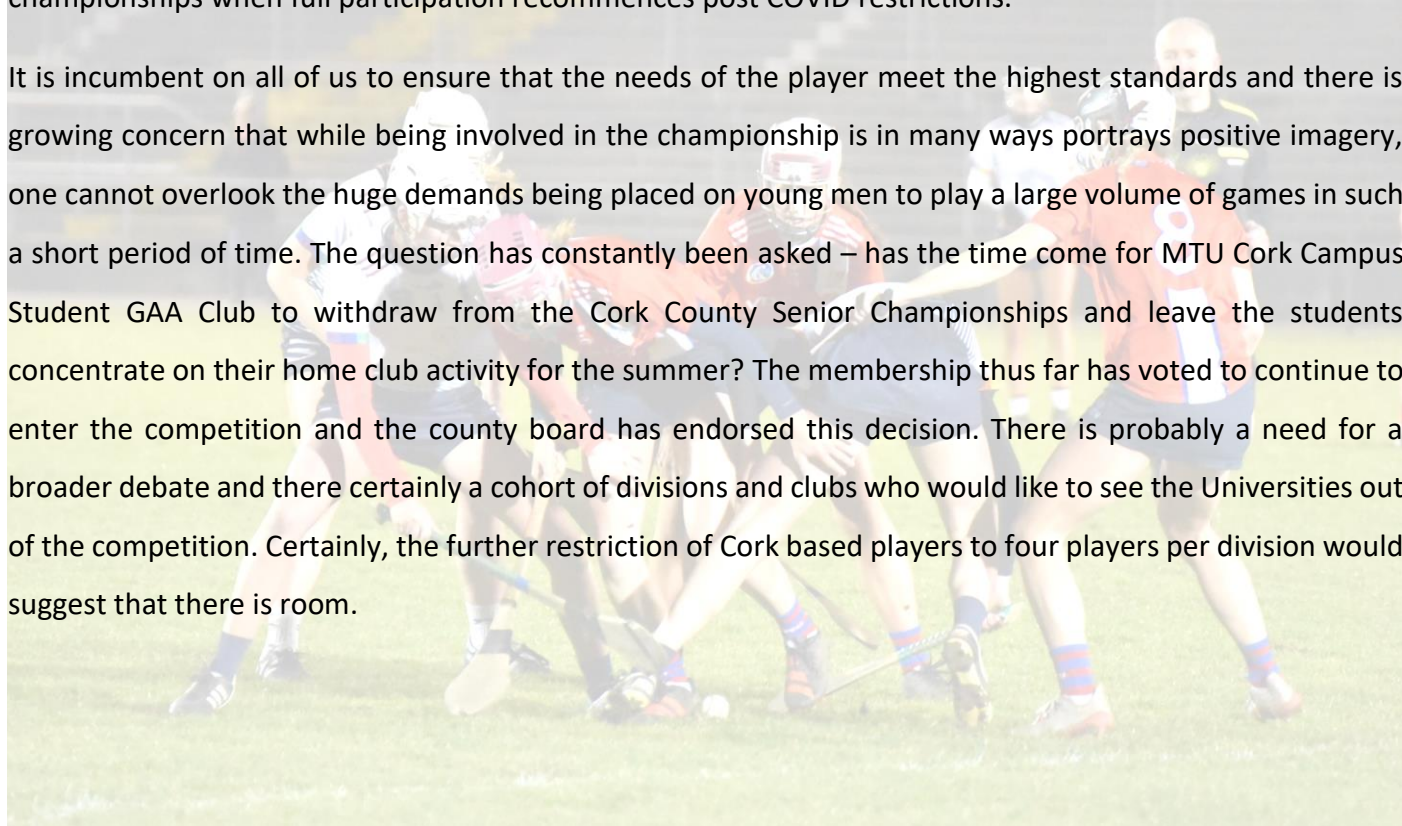 championships when full participation recommences post COVID restrictions.
It is incumbent on all of us to ensure that the needs of the player meet the highest standards and there is
growing concern that while being involved in the championship is in many ways portrays positive imagery,
one cannot overlook the huge demands being placed on young men to play a large volume of games in such
a short period of time. The question has constantly been asked – has the time come for MTU Cork Campus
Student GAA Club to withdraw from the Cork County Senior Championships and leave the students
concentrate on their home club activity for the summer? The membership thus far has voted to continue to
enter the competition and the county board has endorsed this decision. There is probably a need for a
broader debate and there certainly a cohort of divisions and clubs who would like to see the Universities out
of the competition. Certainly, the further restriction of Cork based players to four players per division would
suggest that there is room.
8